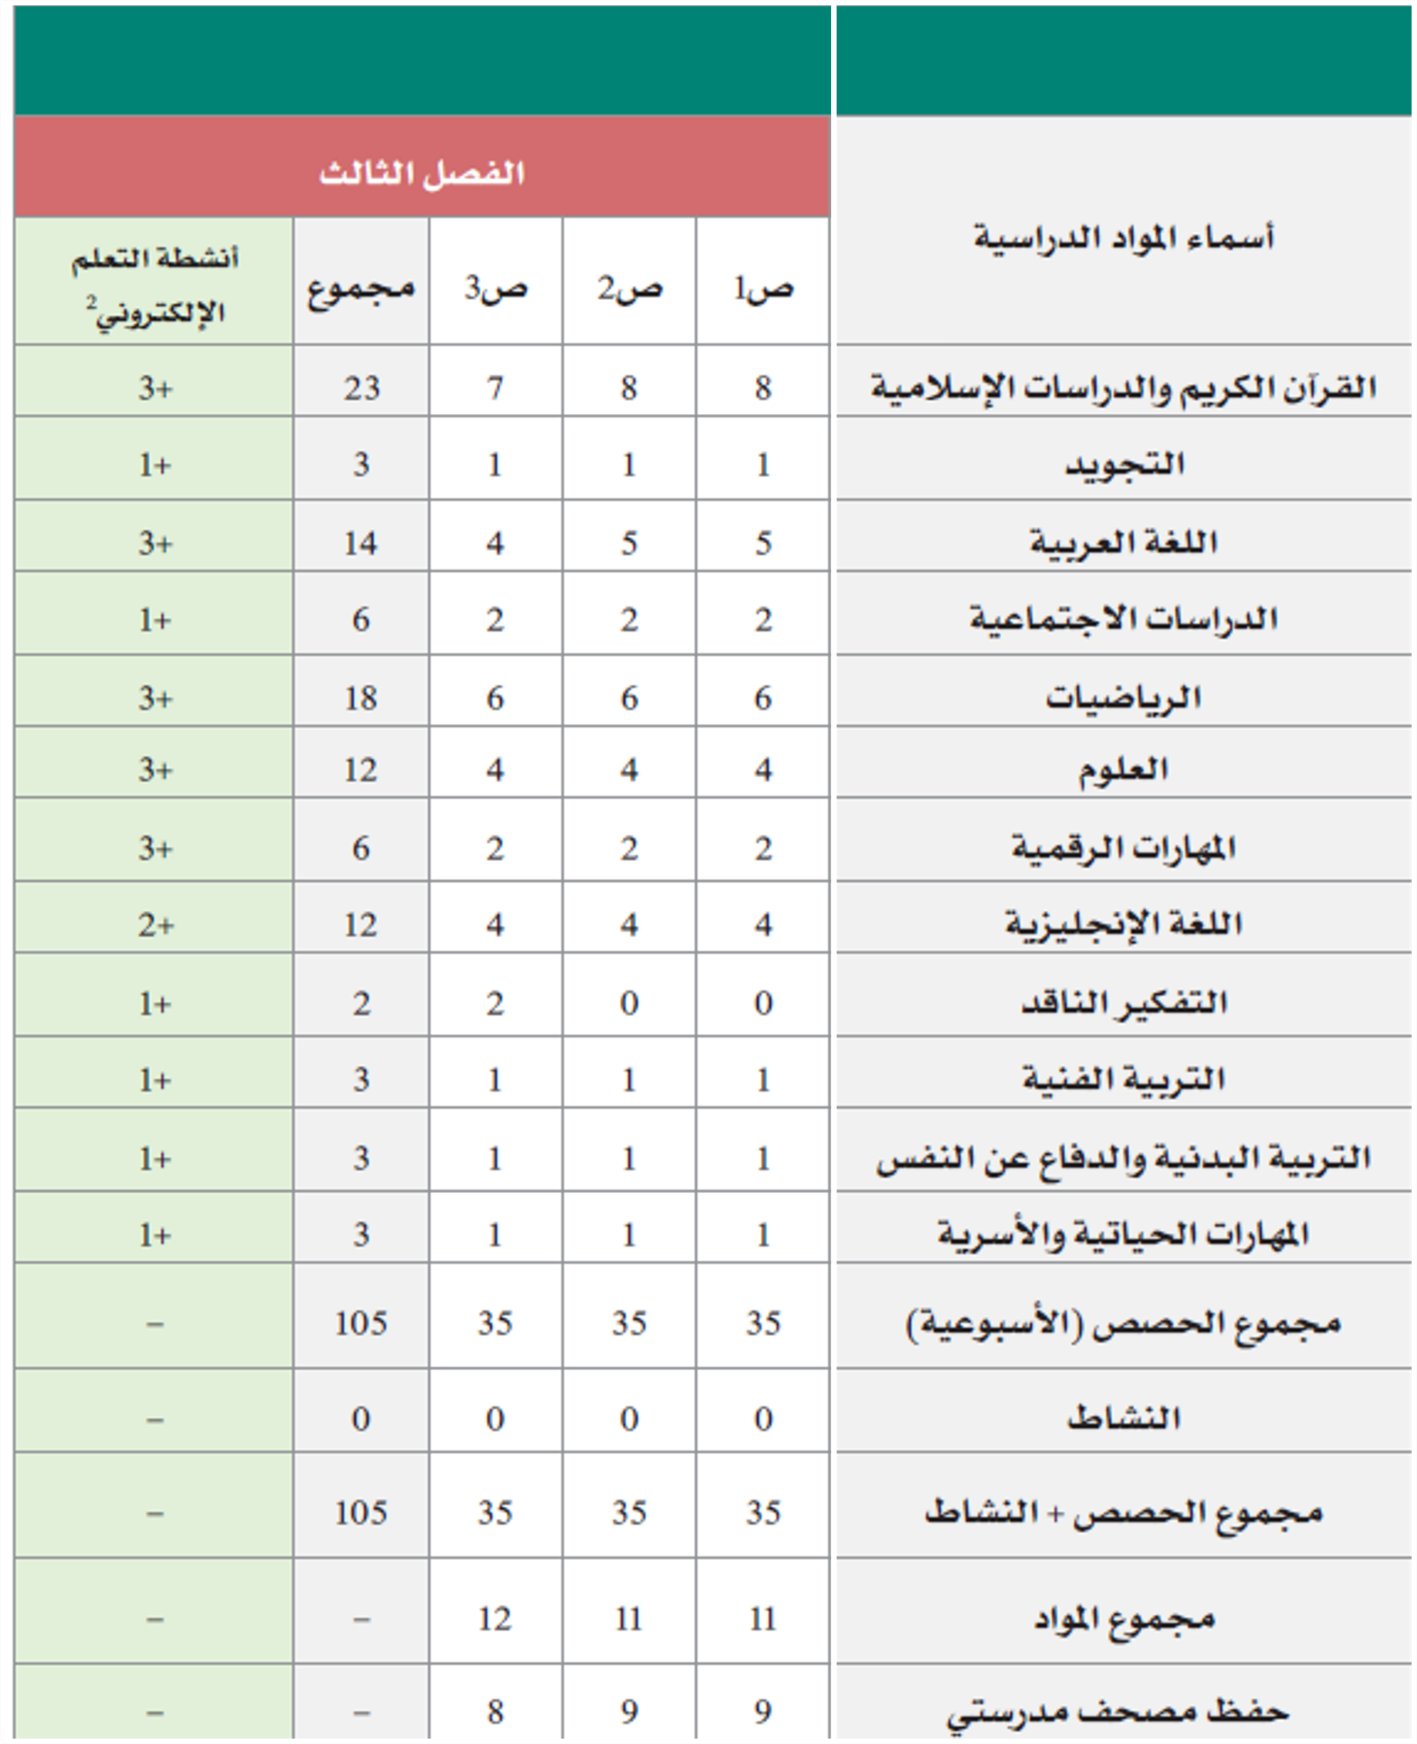 الفصل الثالث
أسماء المواد الدراسية
ص1 ص2 ص3 مجموع أنشطة التعلم
الإلكتروني2
القرآن الكريم والدراسات الإسلامية 8 8 7 23 +3
التجويد 1 1 1 3 +1
اللغة العربية 5 5 4 14 +3
الدراسات الاجتماعية 2 2 2 6 +1
الرياضيات 6 6 6 18 +3
العلوم 4 4 4 12 +3
المهارات الرقمية 2 2 2 6 +3
اللغة الإنجليزية 4 4 4 12 +2
التفكير الناقد 0 0 2 2 +1
التربية الفنية 1 1 1 3 +1
التربية البدنية والدفاع عن النفس 1 1 1 3 +1
المهارات الحياتية والأسرية 1 1 1 3 +1
مجموع الحصص (الأسبوعية) 35 35 35 105 –
النشاط 0 0 0 0 –
مجموع الحصص + النشاط 35 35 35 105 –
مجموع المواد 11 11 12 – –
حفظ مصحف مدرستي 9 9 8 – –